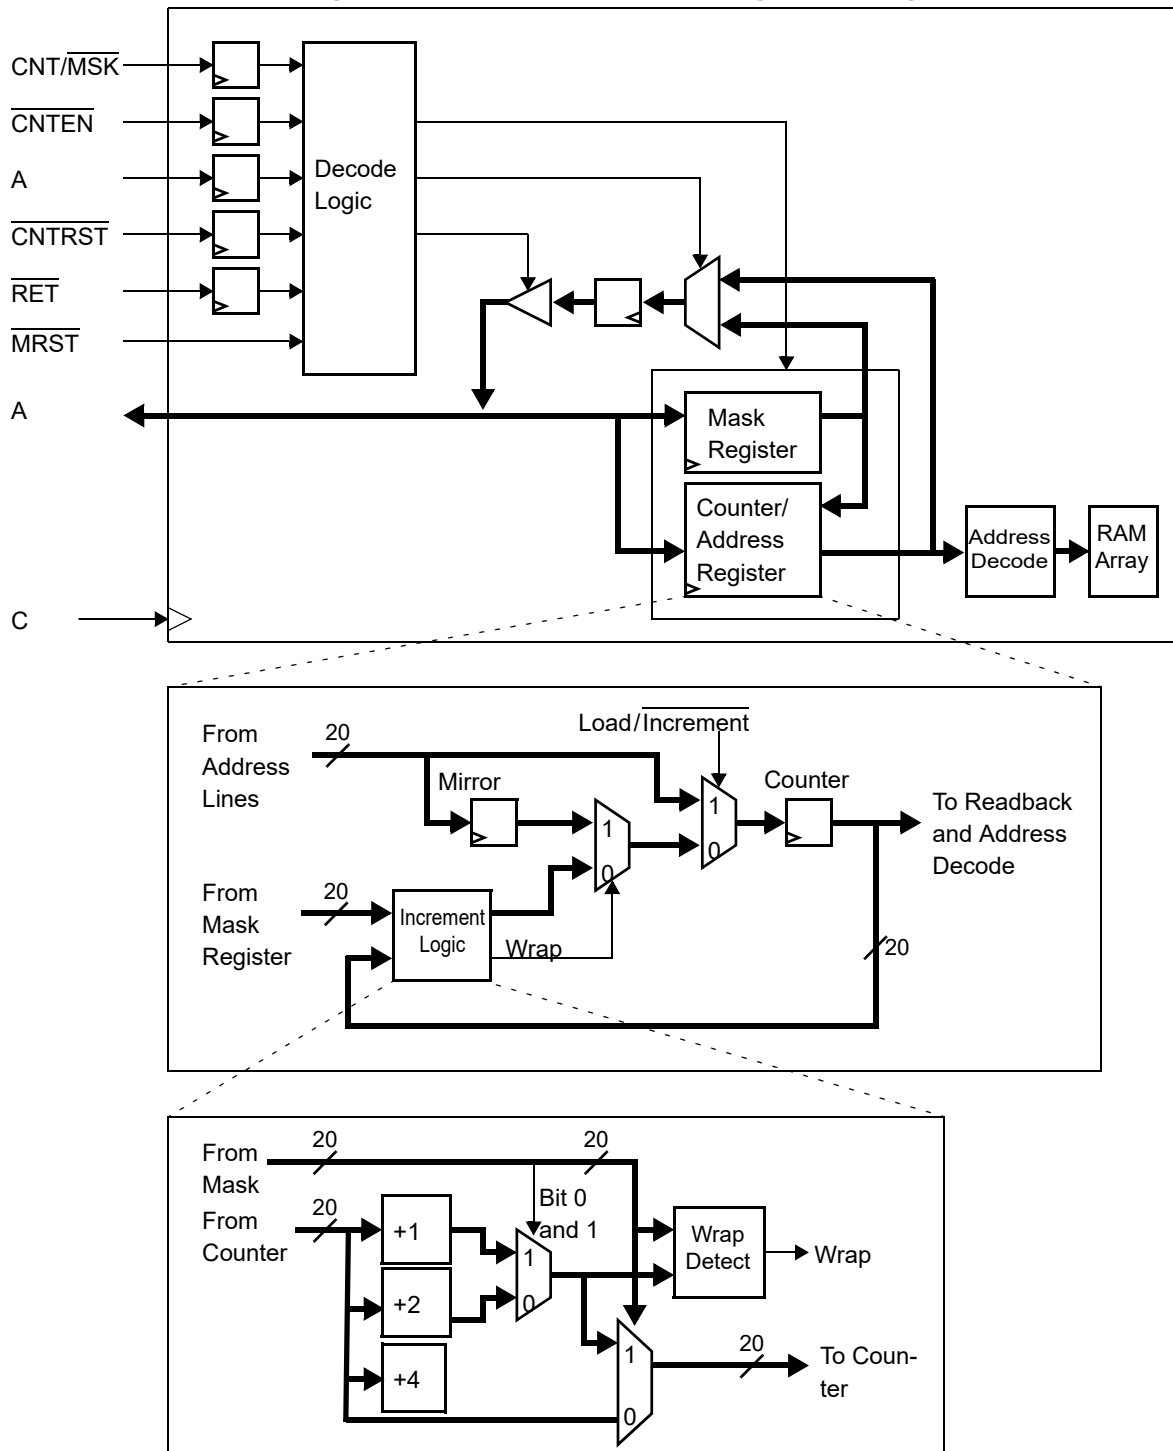 CNT/MSK
CNTEN
A
CNTRST
RET
MRST
A
C
Decode
Logic
Mask
Register
Counter/
Address
Register
Address
Decode
RAM
Array
Load/Increment
From
Address
Lines
20
Mirror
1
0
1
0
Counter
To Readback
and Address
Decode
From
Mask
Register
20
Increment
Logic
Wrap
20
From
Mask
20
20
From
Counter
20
+1
+2
+4
Bit 0
and 1
1
0
Wrap
Detect
Wrap
1
0
20
To Coun-
ter